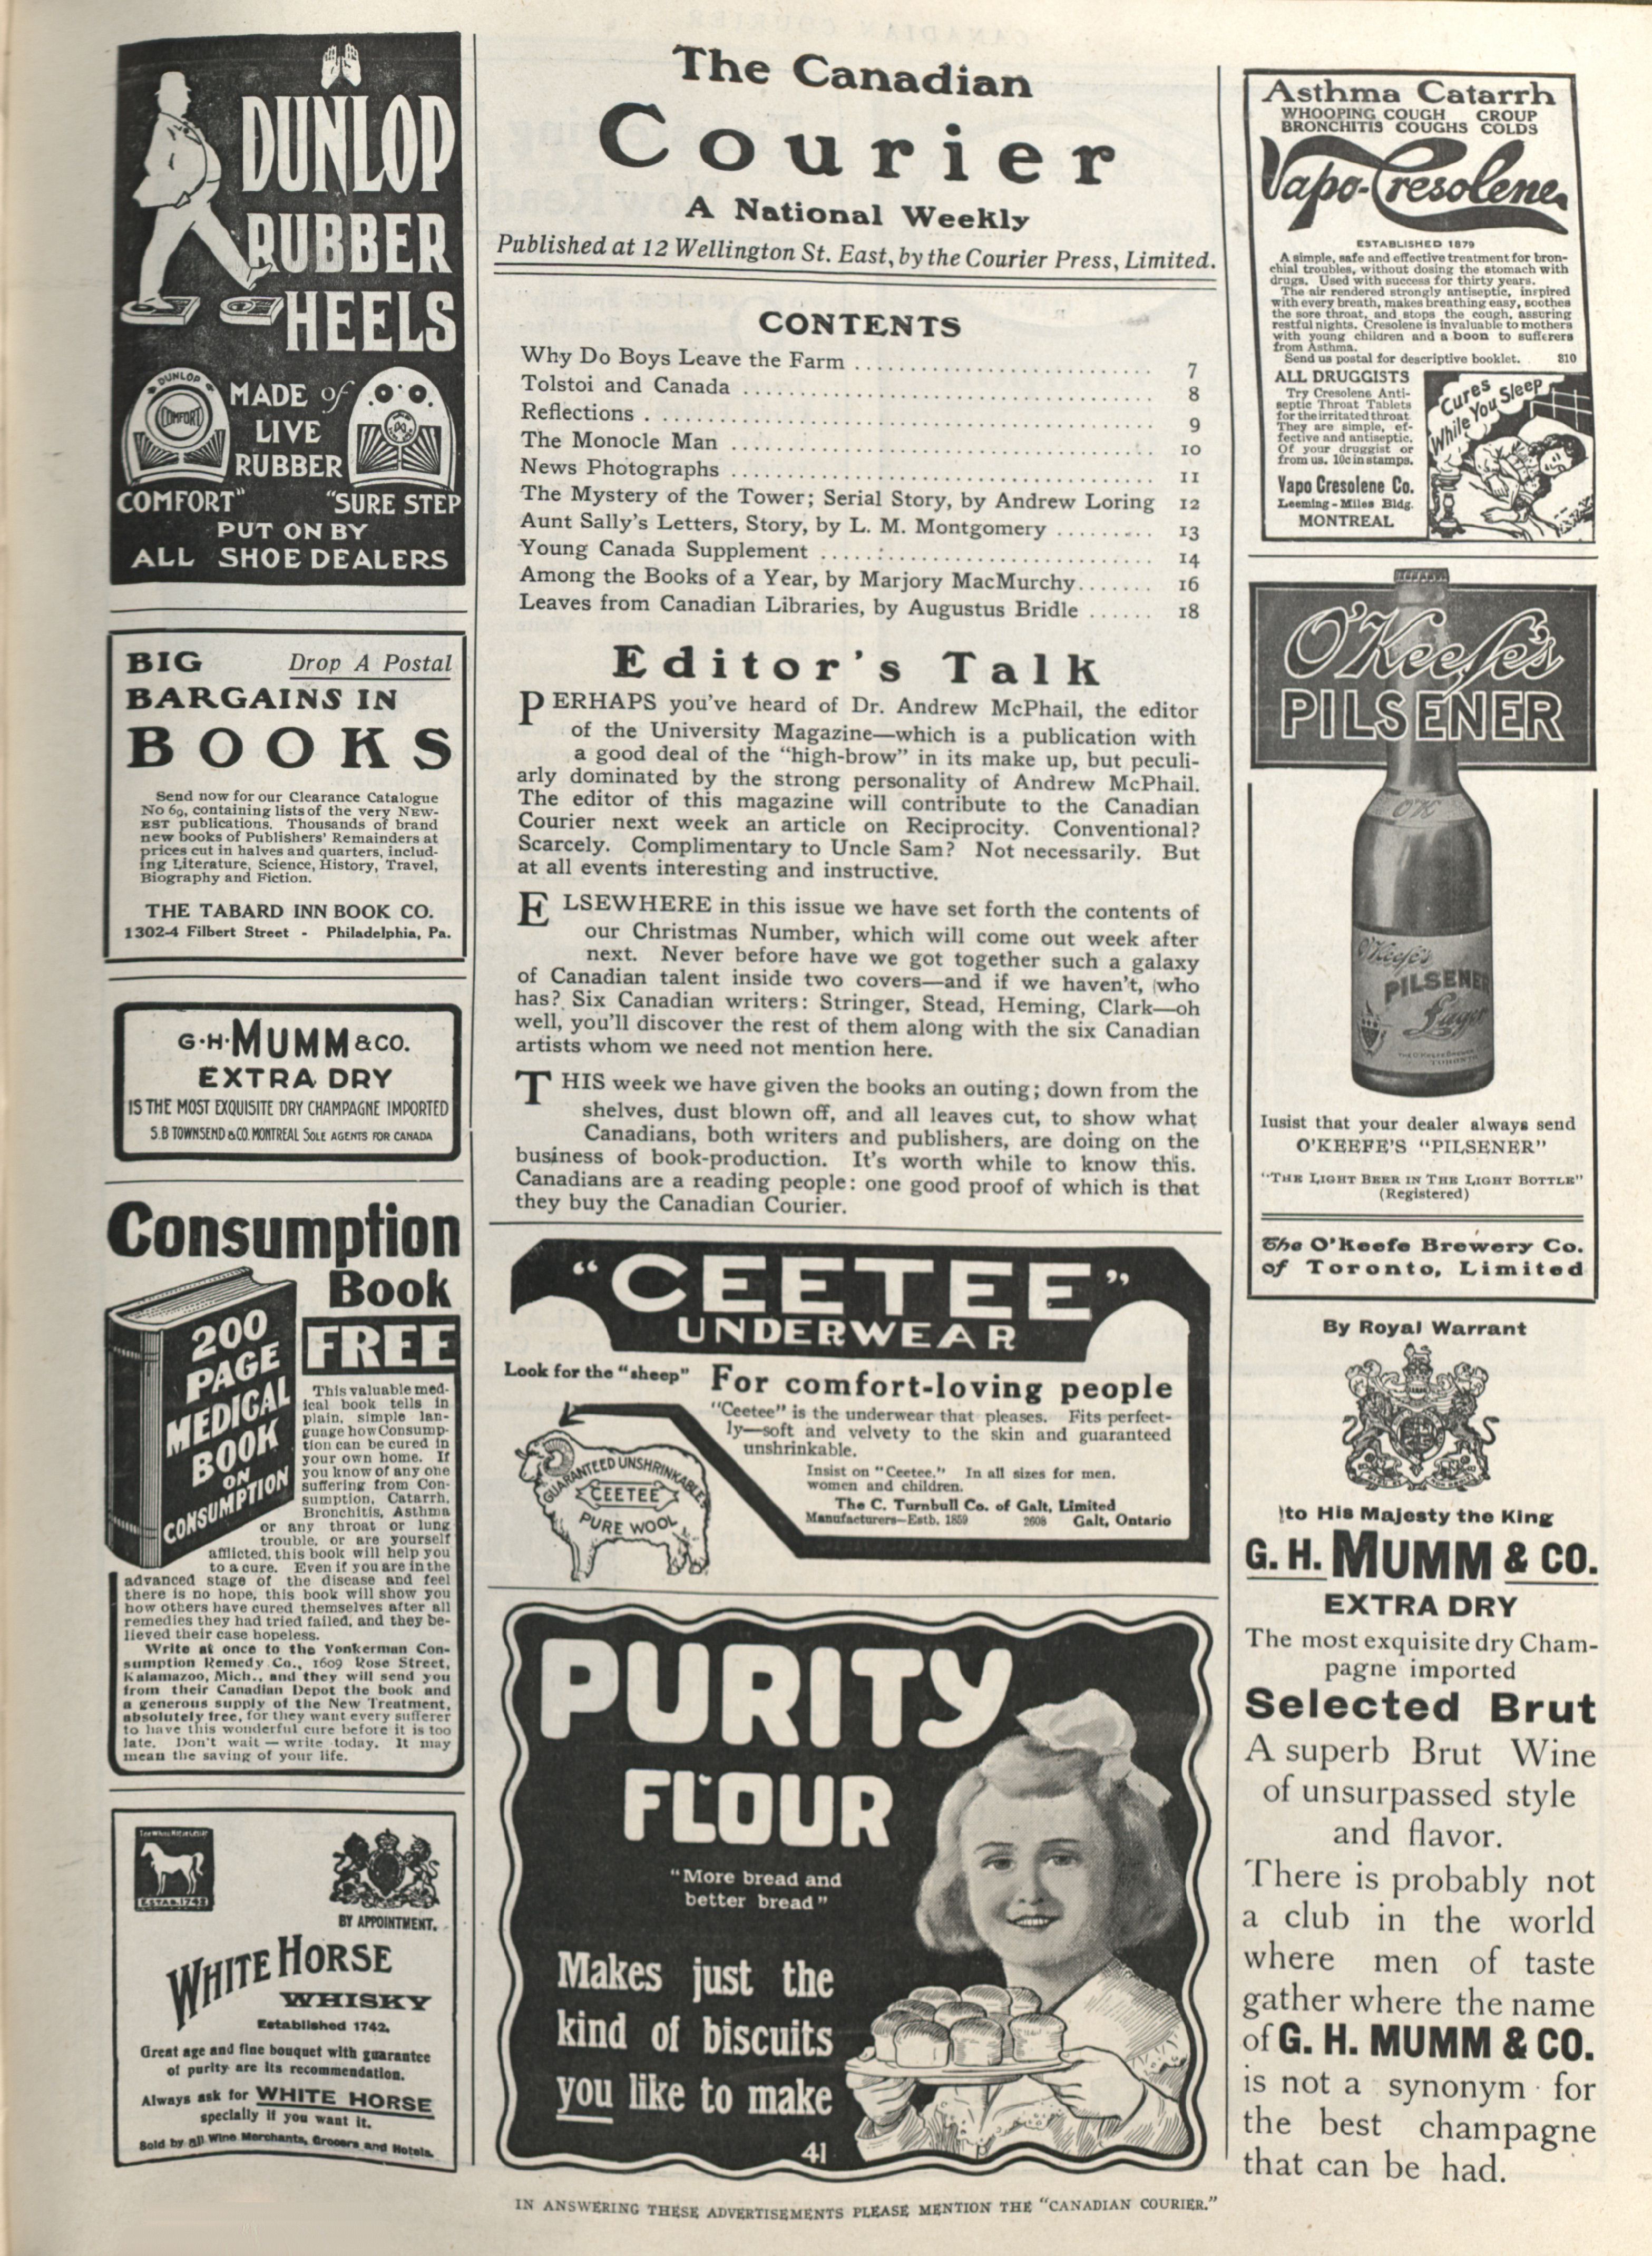 DUNLOP
RUBBER
HEELS
DUNLOP
COMFORT
MADE of
LIVE
RUBBER
COMFORT" "SURE STEP
PUT ON BY
ALL SHOE DEALERS
BIG Drop A Postal
BARGAINS IN
BOOKS
Send now for our Clearance Catalogue
No 69, containing lists of the very NEW-
EST publications. Thousands of brand
new books of Publishers' Remainders at
prices cut in halves and quarters, includ-
ing Literature, Science, History, Travel,
Biography and Fiction.
THE TABARD INN BOOK CO.
1302-4 Filbert Street - Philadelphia, Pa.
G·H·MUMM & CO.
EXTRA DRY
IS THE MOST EXQUISITE DRY CHAMPAGNE IMPORTED
S.B TOWNSEND & CO. MONTREAL SOLE AGENTS FOR CANADA
Consumption
Book
FREE
200
PAGE
MEDICAL
BOOK
ON
CONSUMPTION
This valuable med-
ical book tells in
plain, simple lan-
guage how Consump-
tion can be cured in
your own home. If
you know of any one
suffering from Con-
sumption, Catarrh,
Bronchitis, Asthma
or any throat or lung
trouble, or are yourself
afflicted, this book will help you
to a cure. Even if you are in the
advanced stage of the disease and feel
there is no hope, this book will show you
how others have cured themselves after all
remedies they had tried failed, and they be-
lieved their case hopeless.
Write at once to the Yonkerman Con-
sumption Remedy Co., 1609 Rose Street,
Kalamazoo, Mich., and they will send you
from their Canadian Depot the book and
a generous supply of the New Treatment,
absolutely free, for they want every sufferer
to have this wonderful cure before it is too
late. Don't wait — write today. It may
mean the saving of your life.
ESTAB. 1742
BY APPOINTMENT.
WHITE HORSE
WHISKY
Established 1742.
Great age and fine bouquet with guarantee
of purity are its recommendation.
Always ask for WHITE HORSE
specially if you want it.
Sold by all Wine Merchants, Grocers and Hotels.
The Canadian
Courier
A National Weekly
Published at 12 Wellington St. East, by the Courier Press, Limited.
CONTENTS
Why Do Boys Leave the Farm .............................. 7
Tolstoi and Canada ........................................ 8
Reflections .................................................. 9
The Monocle Man ........................................ 10
News Photographs ........................................ 11
The Mystery of the Tower; Serial Story, by Andrew Loring 12
Aunt Sally's Letters, Story, by L. M. Montgomery ......... 13
Young Canada Supplement ................................. 14
Among the Books of a Year, by Marjory MacMurchy....... 16
Leaves from Canadian Libraries, by Augustus Bridle ...... 18
Editor's Talk
PERHAPS you've heard of Dr. Andrew McPhail, the editor
of the University Magazine—which is a publication with
a good deal of the "high-brow" in its make up, but peculi-
arly dominated by the strong personality of Andrew McPhail.
The editor of this magazine will contribute to the Canadian
Courier next week an article on Reciprocity. Conventional?
Scarcely. Complimentary to Uncle Sam? Not necessarily. But
at all events interesting and instructive.
ELSEWHERE in this issue we have set forth the contents of
our Christmas Number, which will come out week after
next. Never before have we got together such a galaxy
of Canadian talent inside two covers—and if we haven't, who
has? Six Canadian writers: Stringer, Stead, Heming, Clark—oh
well, you'll discover the rest of them along with the six Canadian
artists whom we need not mention here.
THIS week we have given the books an outing; down from the
shelves, dust blown off, and all leaves cut, to show what
Canadians, both writers and publishers, are doing on the
business of book-production. It's worth while to know this.
Canadians are a reading people: one good proof of which is that
they buy the Canadian Courier.
"CEETEE"
UNDERWEAR
Look for the "sheep"
For comfort-loving people
"Ceetee" is the underwear that pleases. Fits perfect-
ly—soft and velvety to the skin and guaranteed
unshrinkable.
Insist on "Ceetee." In all sizes for men,
women and children.
The C. Turnbull Co. of Galt, Limited
Manufacturers—Estb. 1859 2608 Galt, Ontario
GUARANTEED UNSHRINKABLE
CEETEE
PURE WOOL
PURITY
FLOUR
"More bread and
better bread"
Makes just the
kind of biscuits
you like to make
41
Asthma Catarrh
WHOOPING COUGH CROUP
BRONCHITIS COUGHS COLDS
Vapo-Cresolene
ESTABLISHED 1879
A simple, safe and effective treatment for bron-
chial troubles, without dosing the stomach with
drugs. Used with success for thirty years.
The air rendered strongly antiseptic, inspired
with every breath, makes breathing easy, soothes
the sore throat, and stops the cough, assuring
restful nights. Cresolene is invaluable to mothers
with young children and a boon to sufferers
from Asthma.
Send us postal for descriptive booklet. 810
ALL DRUGGISTS
Try Cresolene Anti-
septic Throat Tablets
for the irritated throat
They are simple, ef-
fective and antiseptic.
Of your druggist or
from us, 10c in stamps.
Vapo Cresolene Co.
Leeming-Miles Bldg.
MONTREAL
Cures
While You Sleep
O'Keefe's
PILSENER
OK
O'Keefe's
PILSENER
Lager
TORONTO
Iusist that your dealer always send
O'KEEFE'S "PILSENER"
"THE LIGHT BEER IN THE LIGHT BOTTLE"
(Registered)
The O'Keefe Brewery Co.
of Toronto, Limited
By Royal Warrant
to His Majesty the King
G. H. MUMM & CO.
EXTRA DRY
The most exquisite dry Cham-
pagne imported
Selected Brut
A superb Brut Wine
of unsurpassed style
and flavor.
There is probably not
a club in the world
where men of taste
gather where the name
of G. H. MUMM & CO.
is not a synonym for
the best champagne
that can be had.
IN ANSWERING THESE ADVERTISEMENTS PLEASE MENTION THE "CANADIAN COURIER."